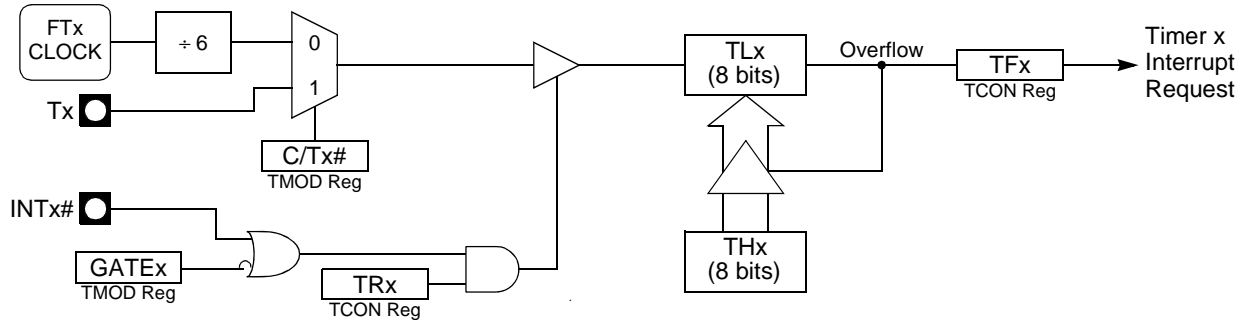 FTx
CLOCK
÷ 6
0
1
Tx
C/Tx#
TMOD Reg
TLx
(8 bits)
Overflow
TFx
TCON Reg
Timer x
Interrupt
Request
INTx#
GATEx
TMOD Reg
TRx
TCON Reg
THx
(8 bits)